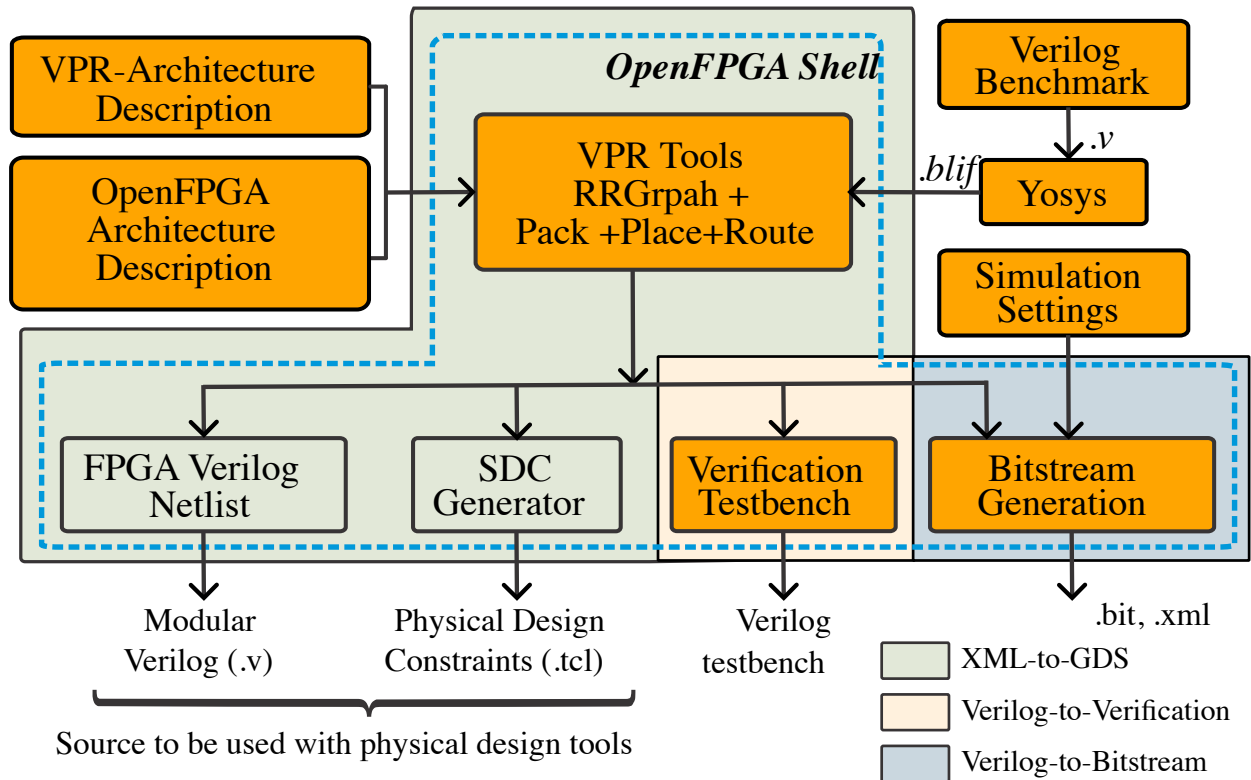 VPR-Architecture
Description
OpenFPGA
Architecture
Description
OpenFPGA Shell
VPR Tools
RRGrpah +
Pack +Place+Route
Verilog
Benchmark
.v
.blif
Yosys
Simulation
Settings
FPGA Verilog
Netlist
SDC
Generator
Verification
Testbench
Bitstream
Generation
Modular
Verilog (.v)
Physical Design
Constraints (.tcl)
Verilog
testbench
.bit, .xml
Source to be used with physical design tools
XML-to-GDS
Verilog-to-Verification
Verilog-to-Bitstream